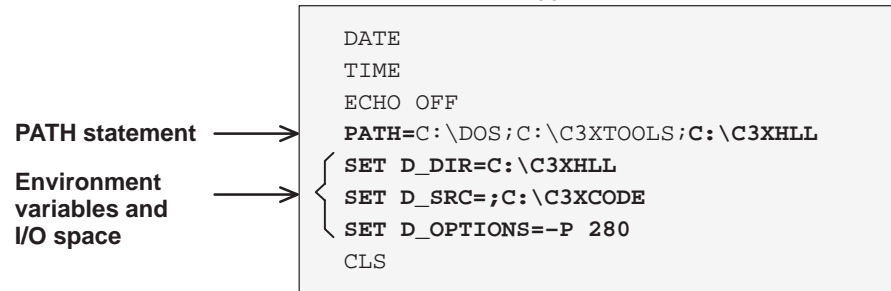 DATE
TIME
ECHO OFF
PATH statement
PATH=C:\DOS;C:\C3XTOOLS;C:\C3XHLL
Environment
variables and
I/O space
SET D_DIR=C:\C3XHLL
SET D_SRC=;C:\C3XCODE
SET D_OPTIONS=–P 280
CLS